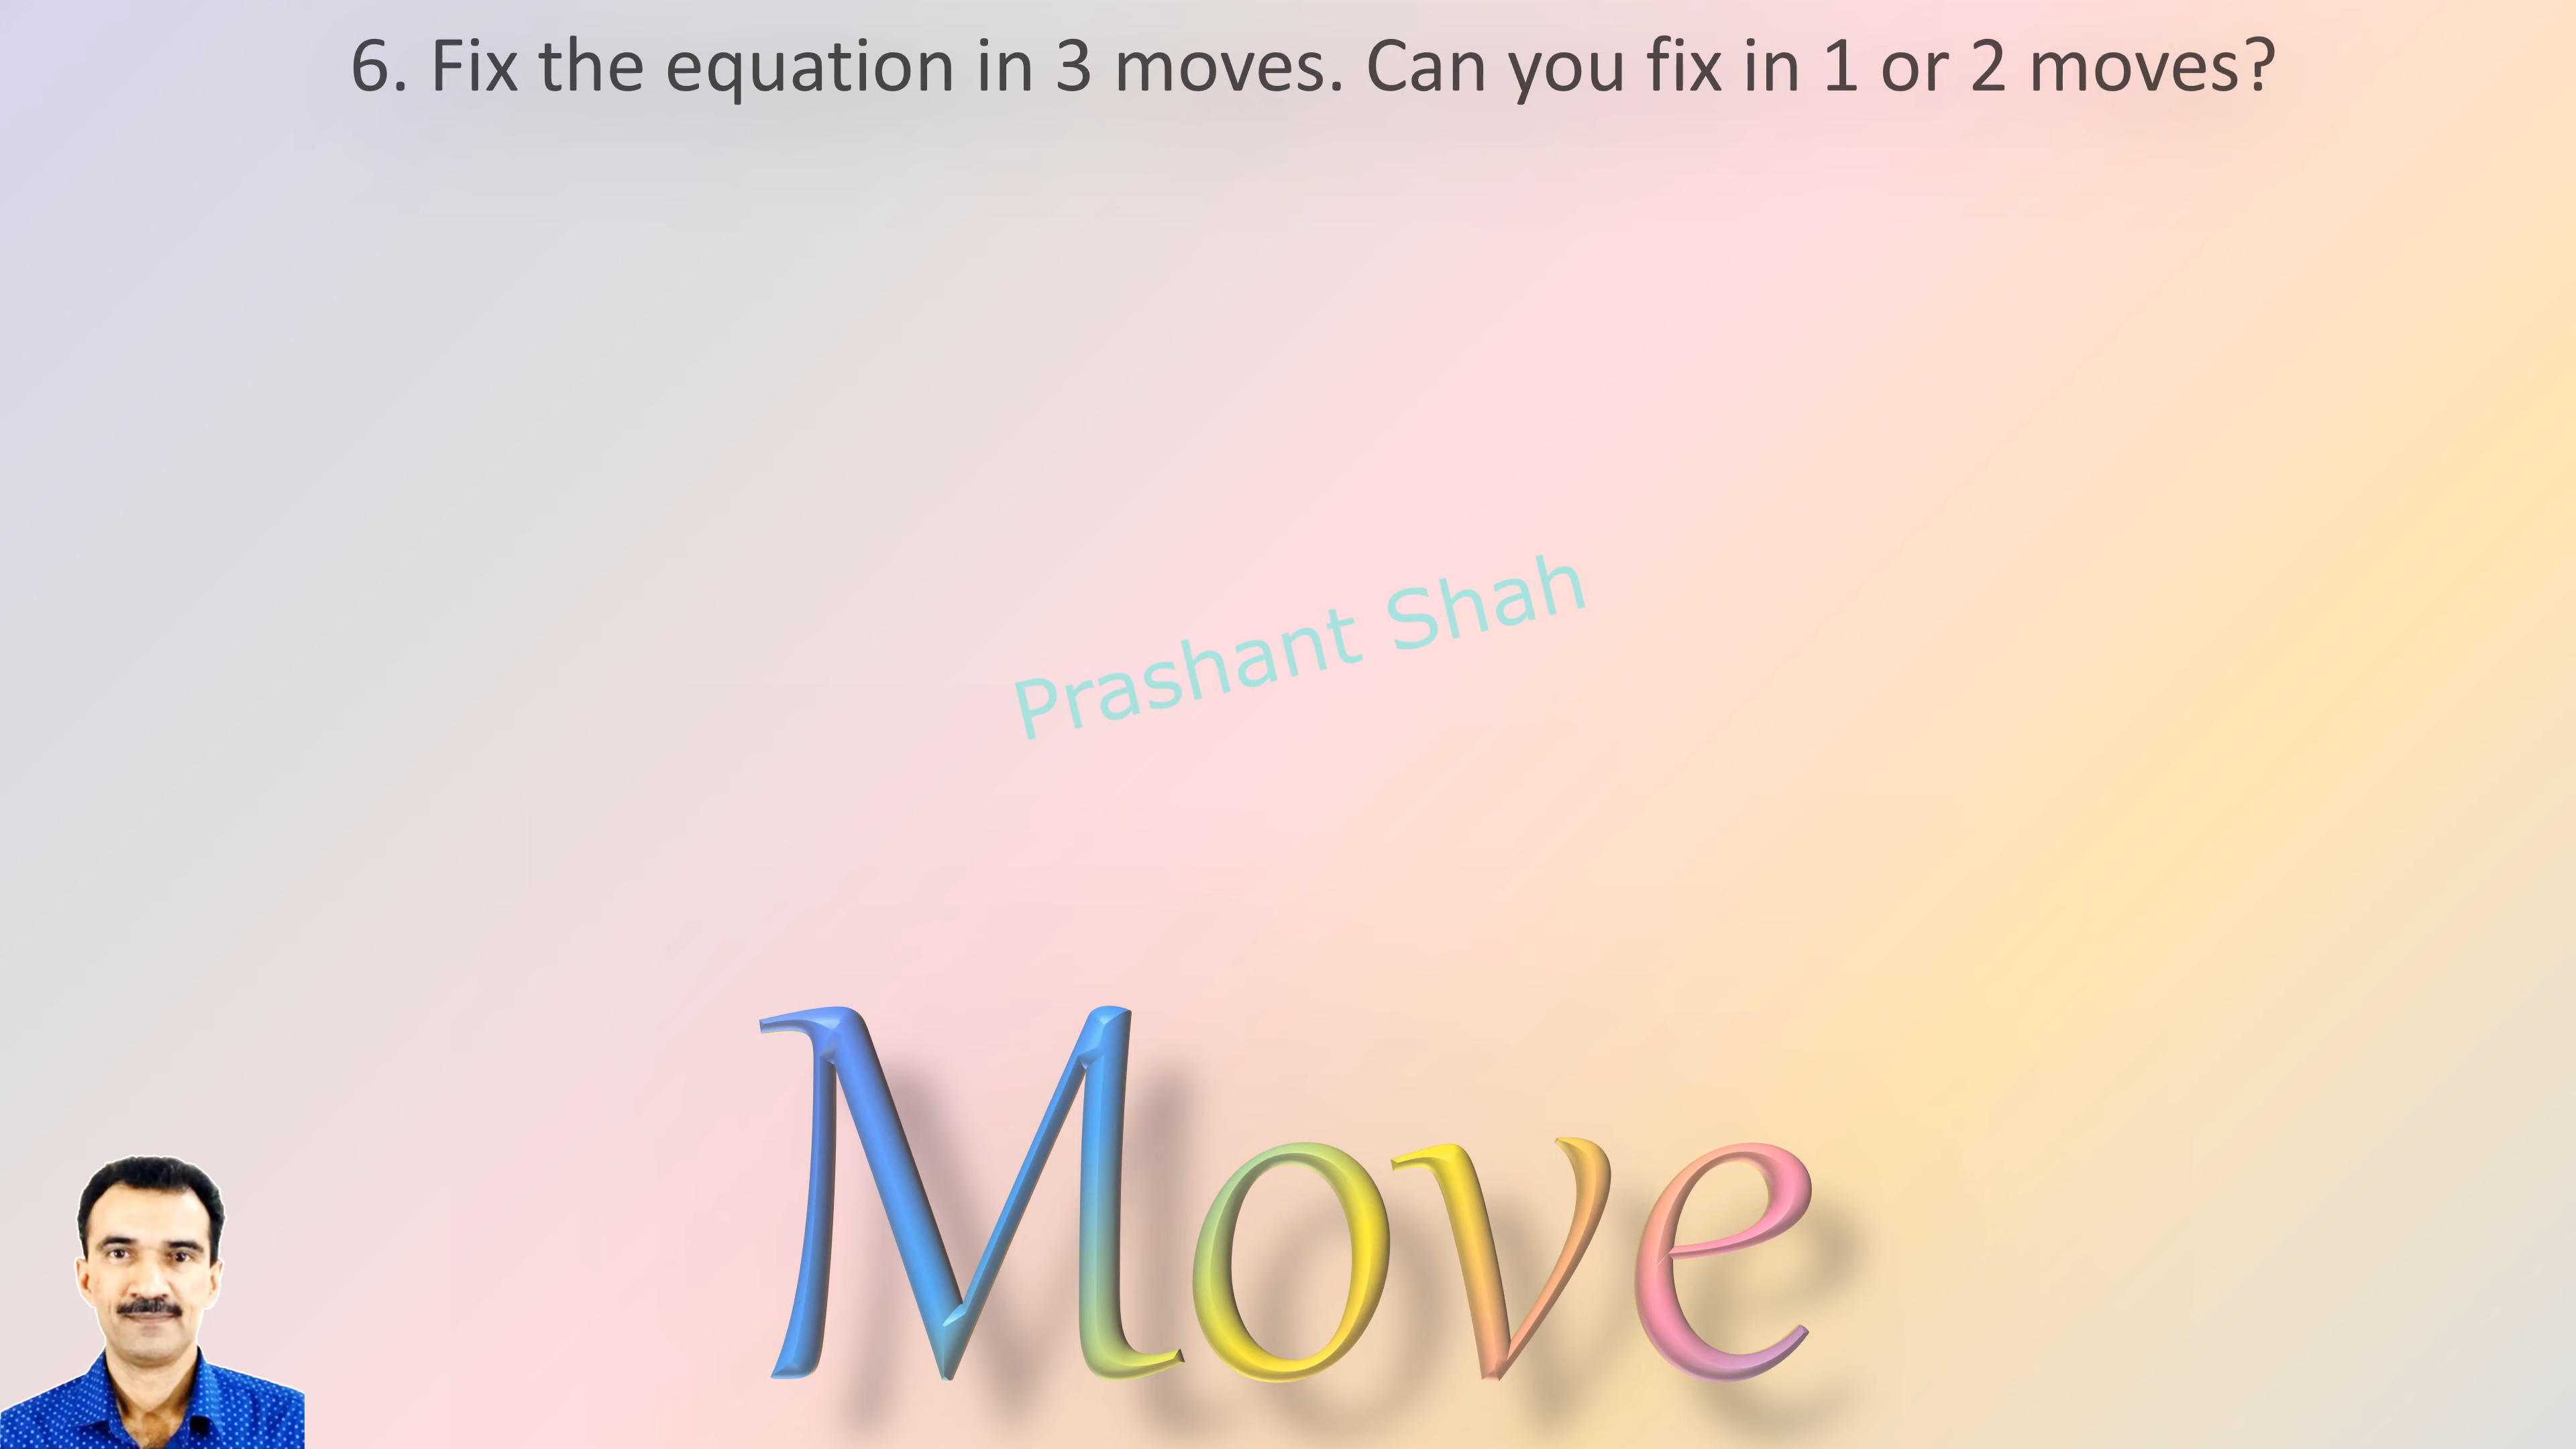 6. Fix the equation in 3 moves. Can you fix in 1 or 2 moves?
Prashant Shah
Move